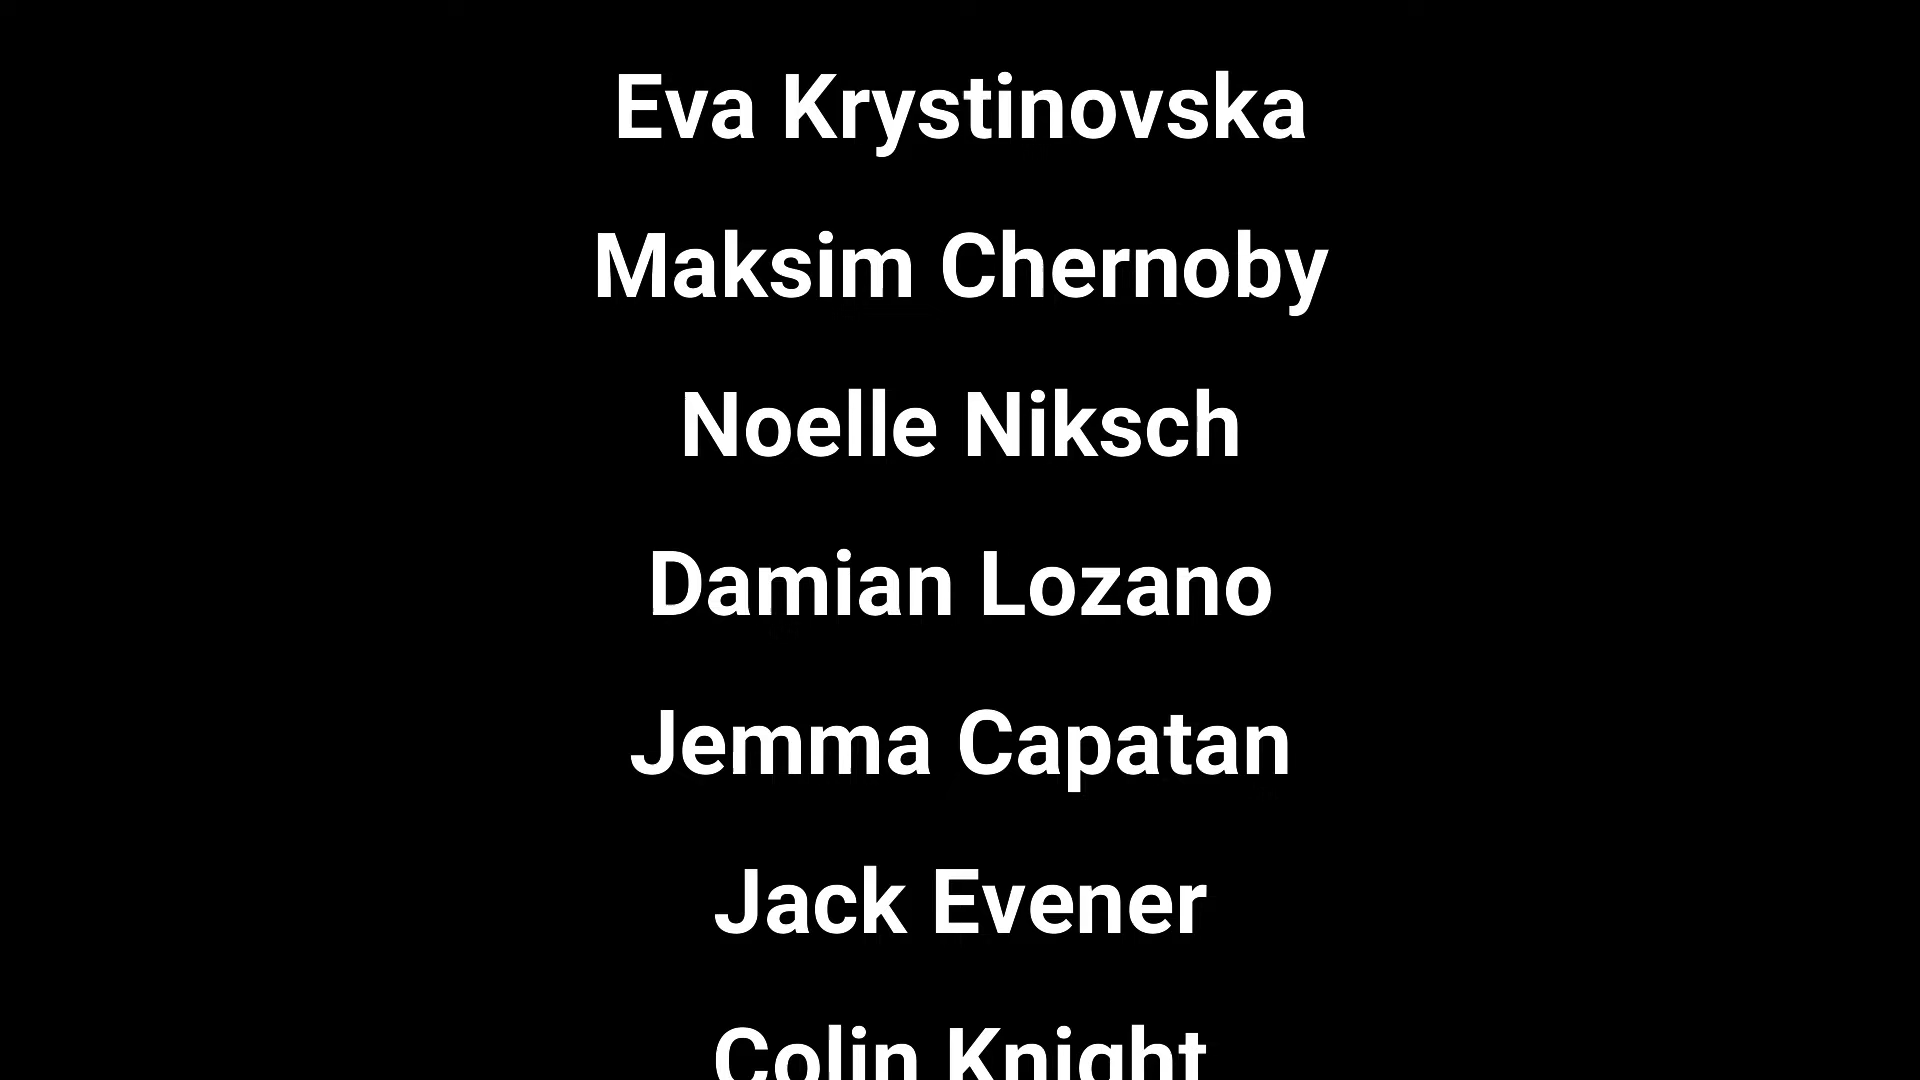 Eva Krystinovska
Maksim Chernoby
Noelle Niksch
Damian Lozano
Jemma Capatan
Jack Evener
Colin Knight